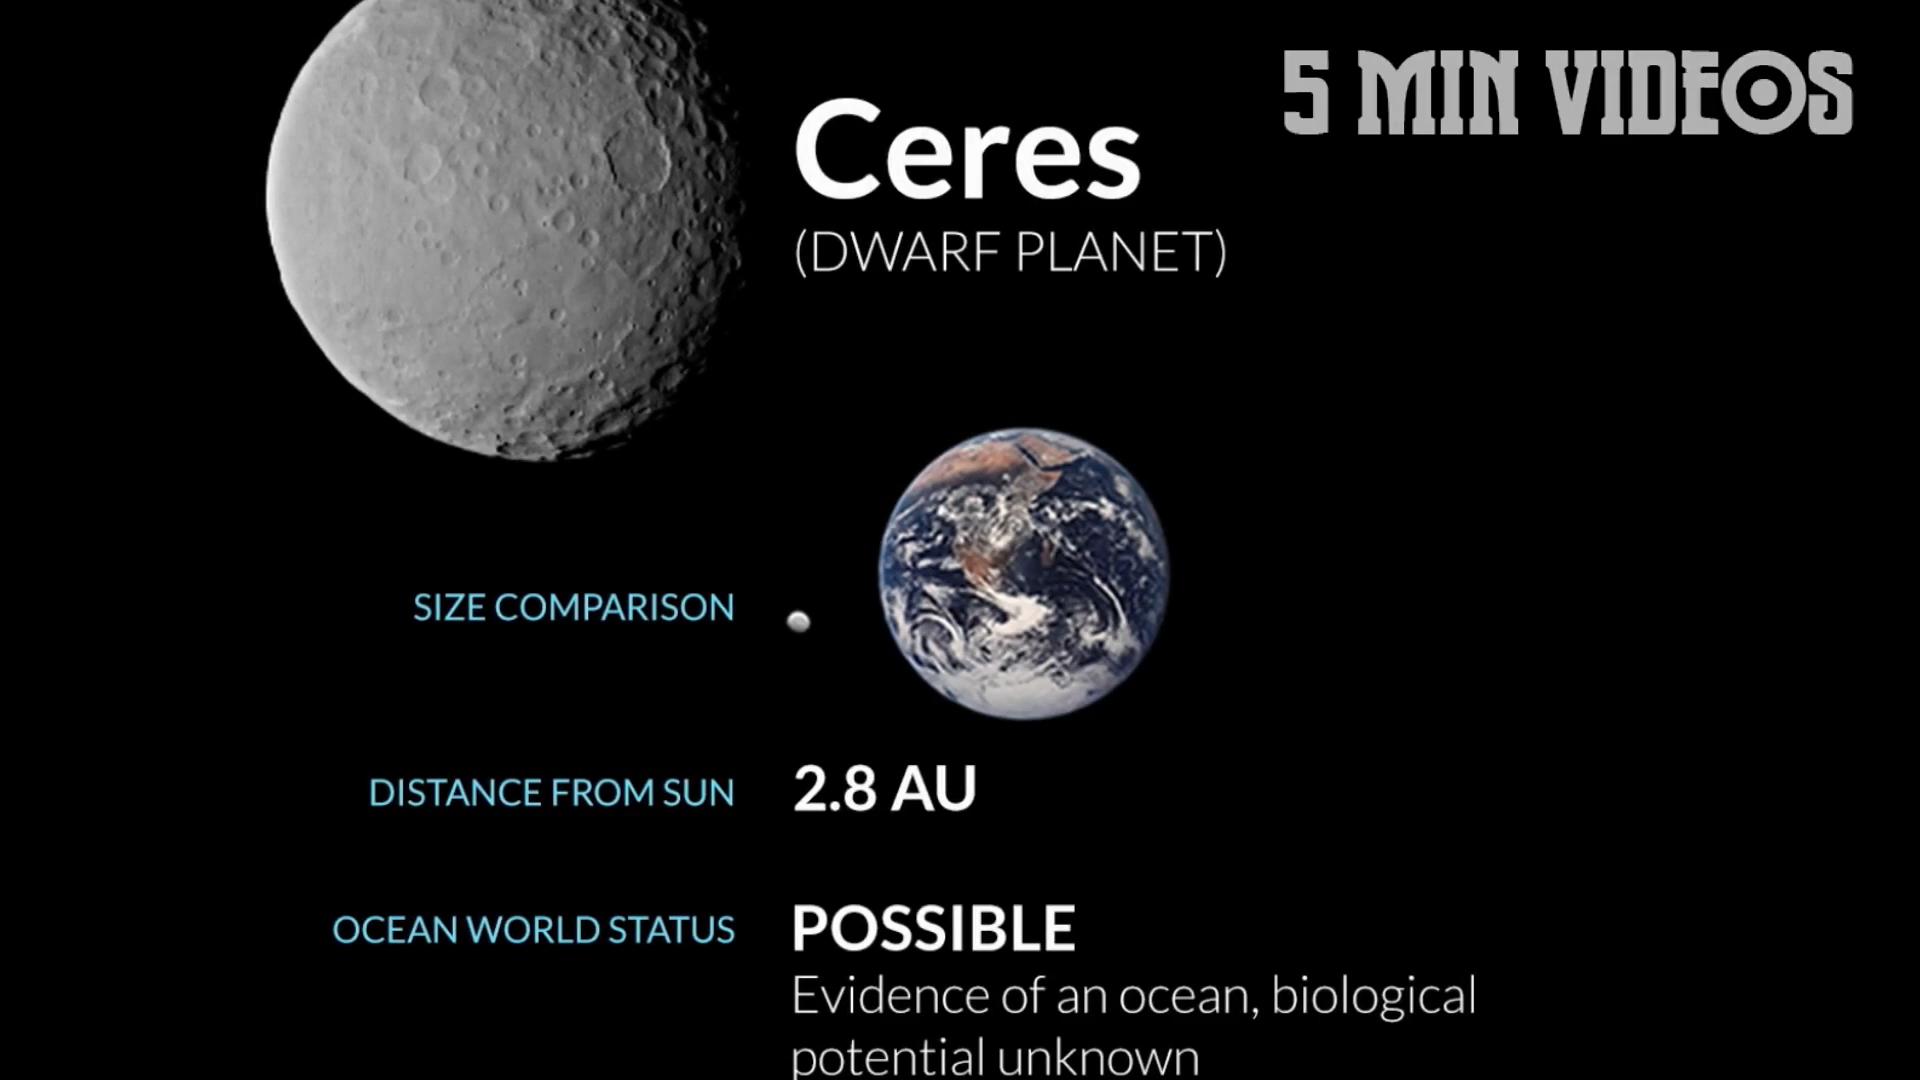 5 MIN VIDEOS
Ceres
(DWARF PLANET)
SIZE COMPARISON
DISTANCE FROM SUN 2.8 AU
OCEAN WORLD STATUS POSSIBLE
Evidence of an ocean, biological
potential unknown